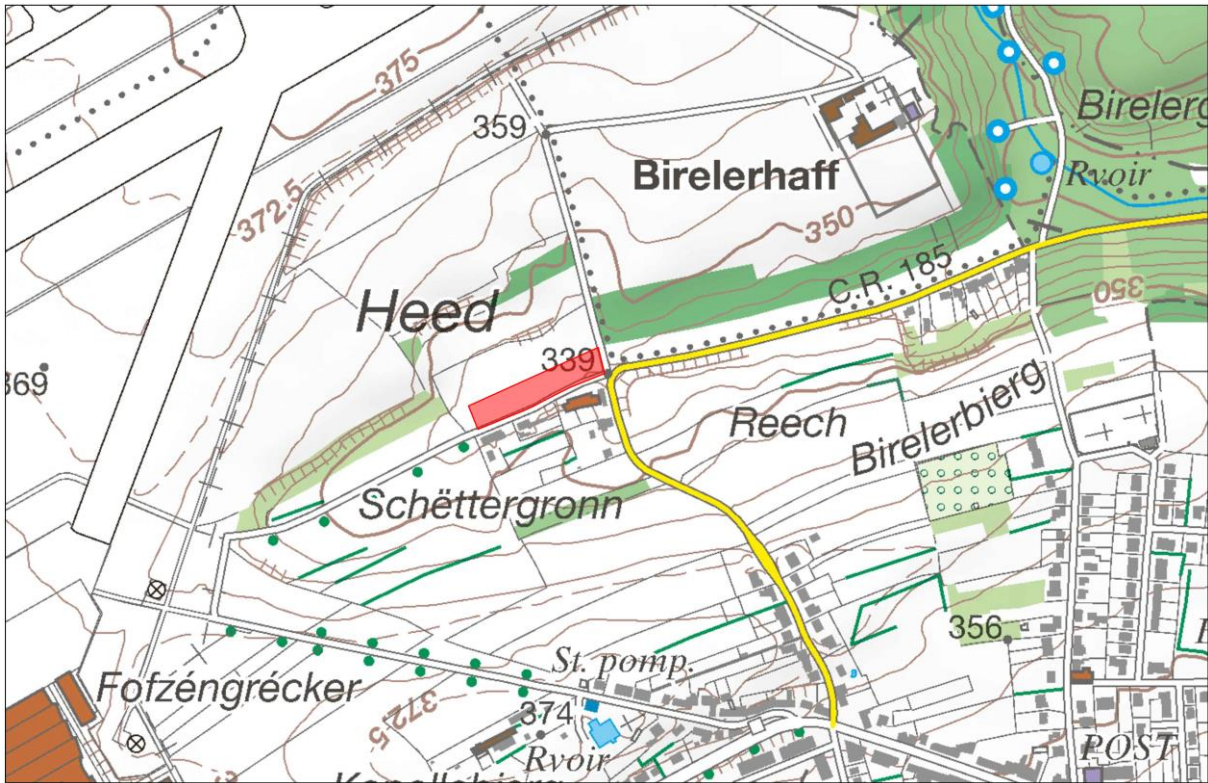 375
359
Birelerg
Birelerhaff
Rvoir
372.5
350
C.R. 185
350
Heed
339
369
Reech
Birelerbierg
Schëttergronn
356
St. pomp.
Fofzéngrécker
372.5
374
Rvoir
POST